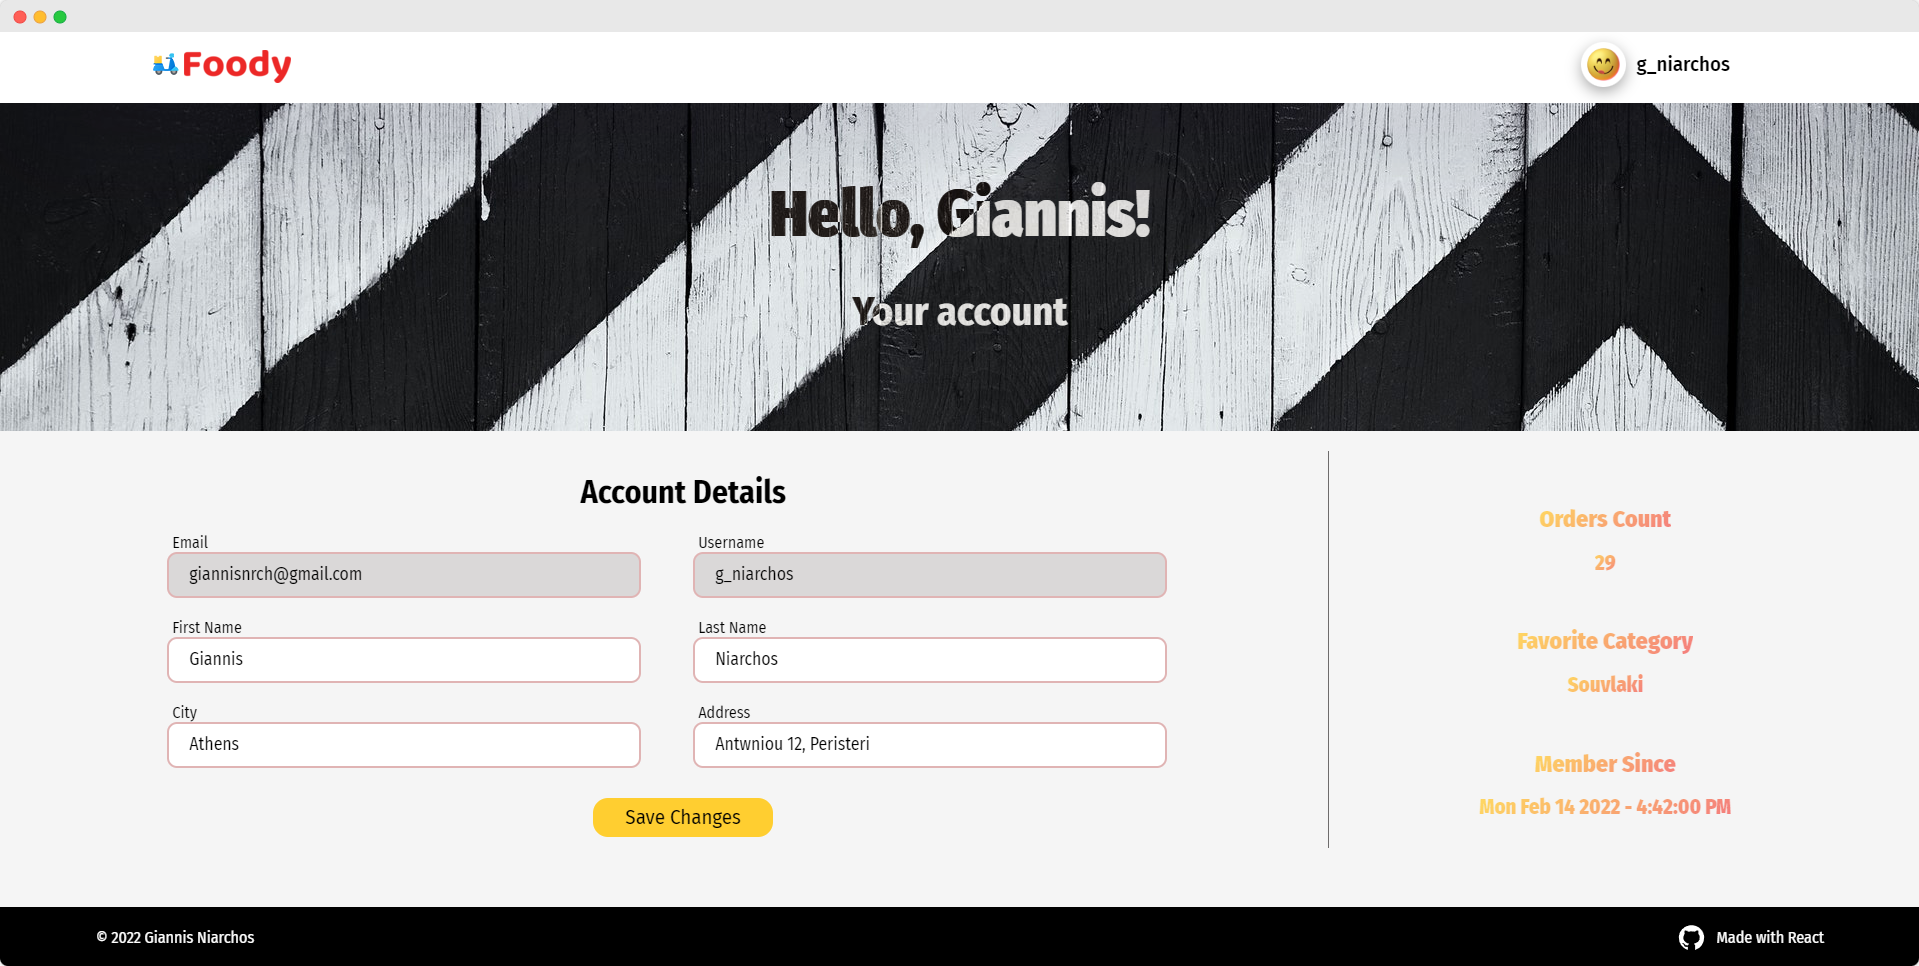 Foody
g_niarchos
Hello, Giannis!
Your account
Account Details
Email
giannisnrch@gmail.com
Username
g_niarchos
First Name
Giannis
Last Name
Niarchos
City
Athens
Address
Antwniou 12, Peristeri
Save Changes
Orders Count
29
Favorite Category
Souvlaki
Member Since
Mon Feb 14 2022 - 4:42:00 PM
© 2022 Giannis Niarchos
Made with React